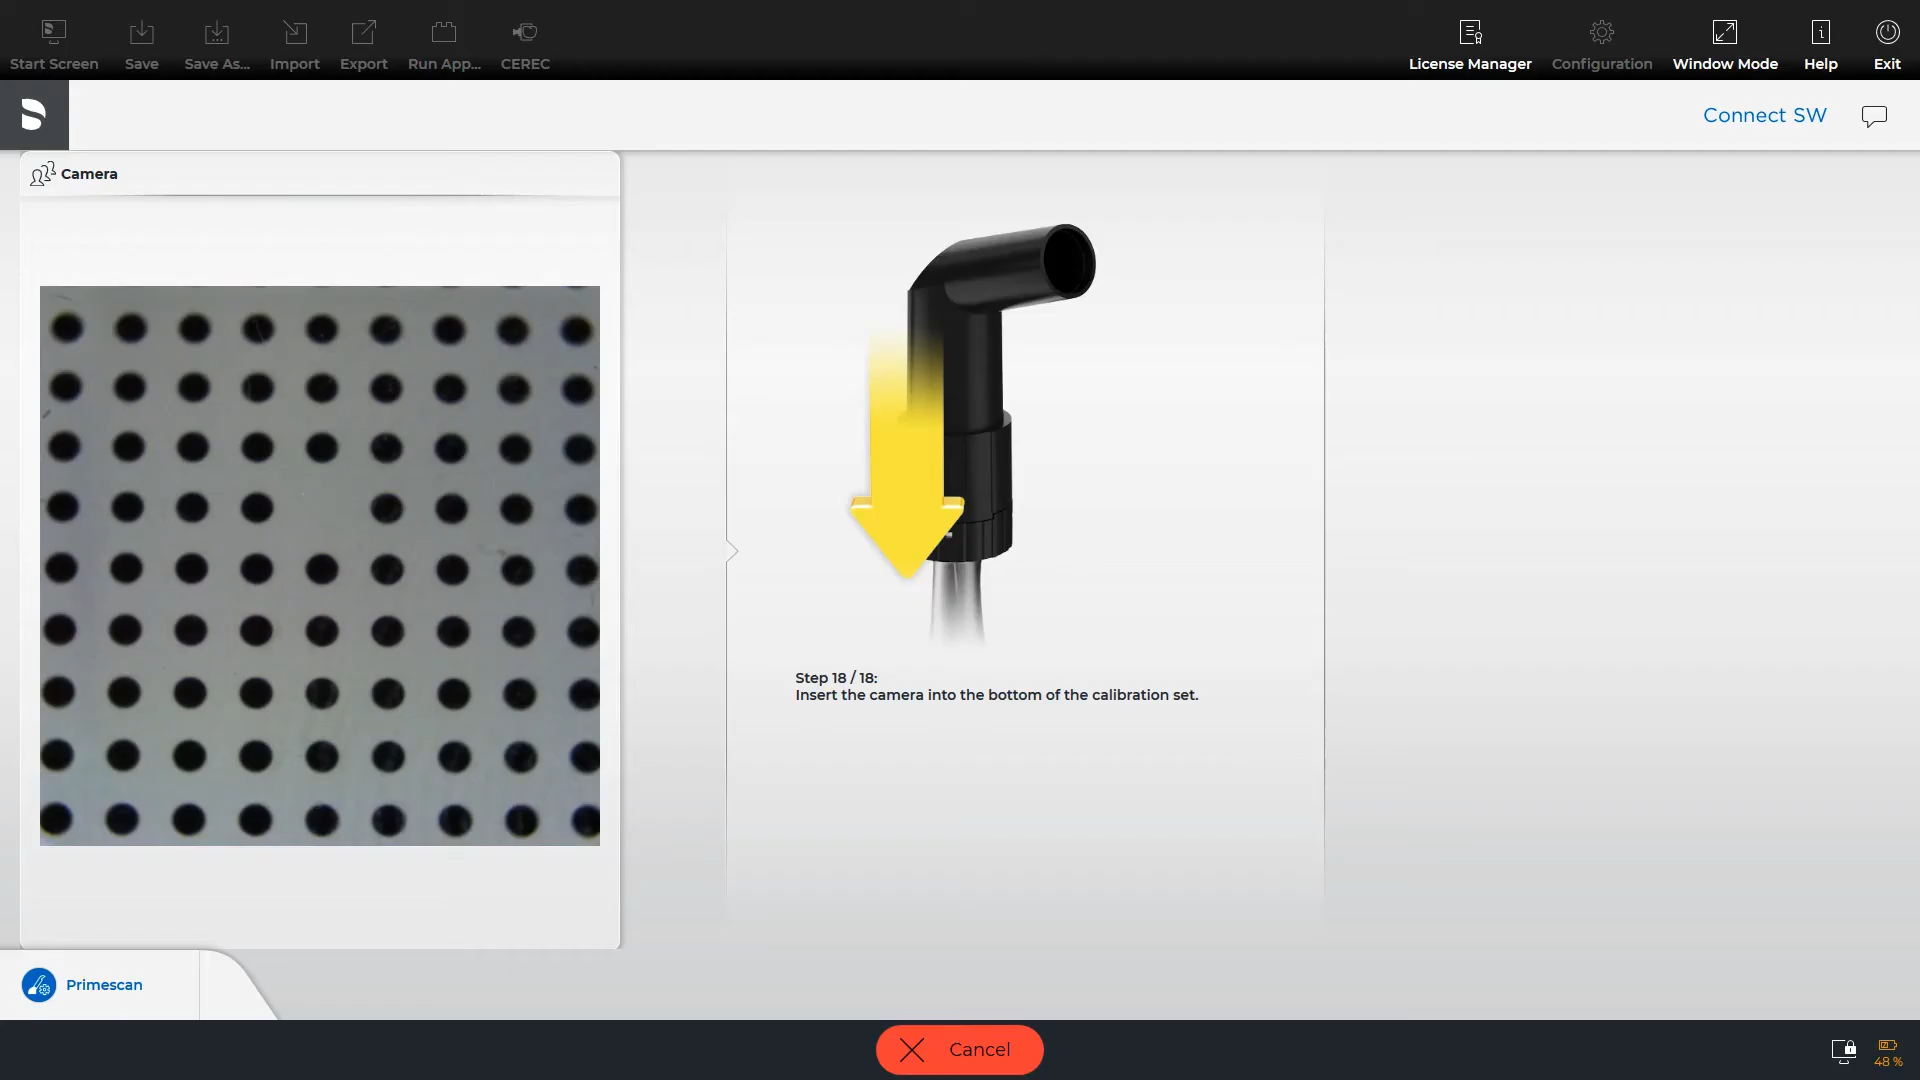 Start Screen
Save
Save As...
Import
Export
Run App...
CEREC
License Manager
Configuration
Window Mode
Help
Exit
Connect SW
Camera
Step 18 / 18:
Insert the camera into the bottom of the calibration set.
Primescan
Cancel
48 %